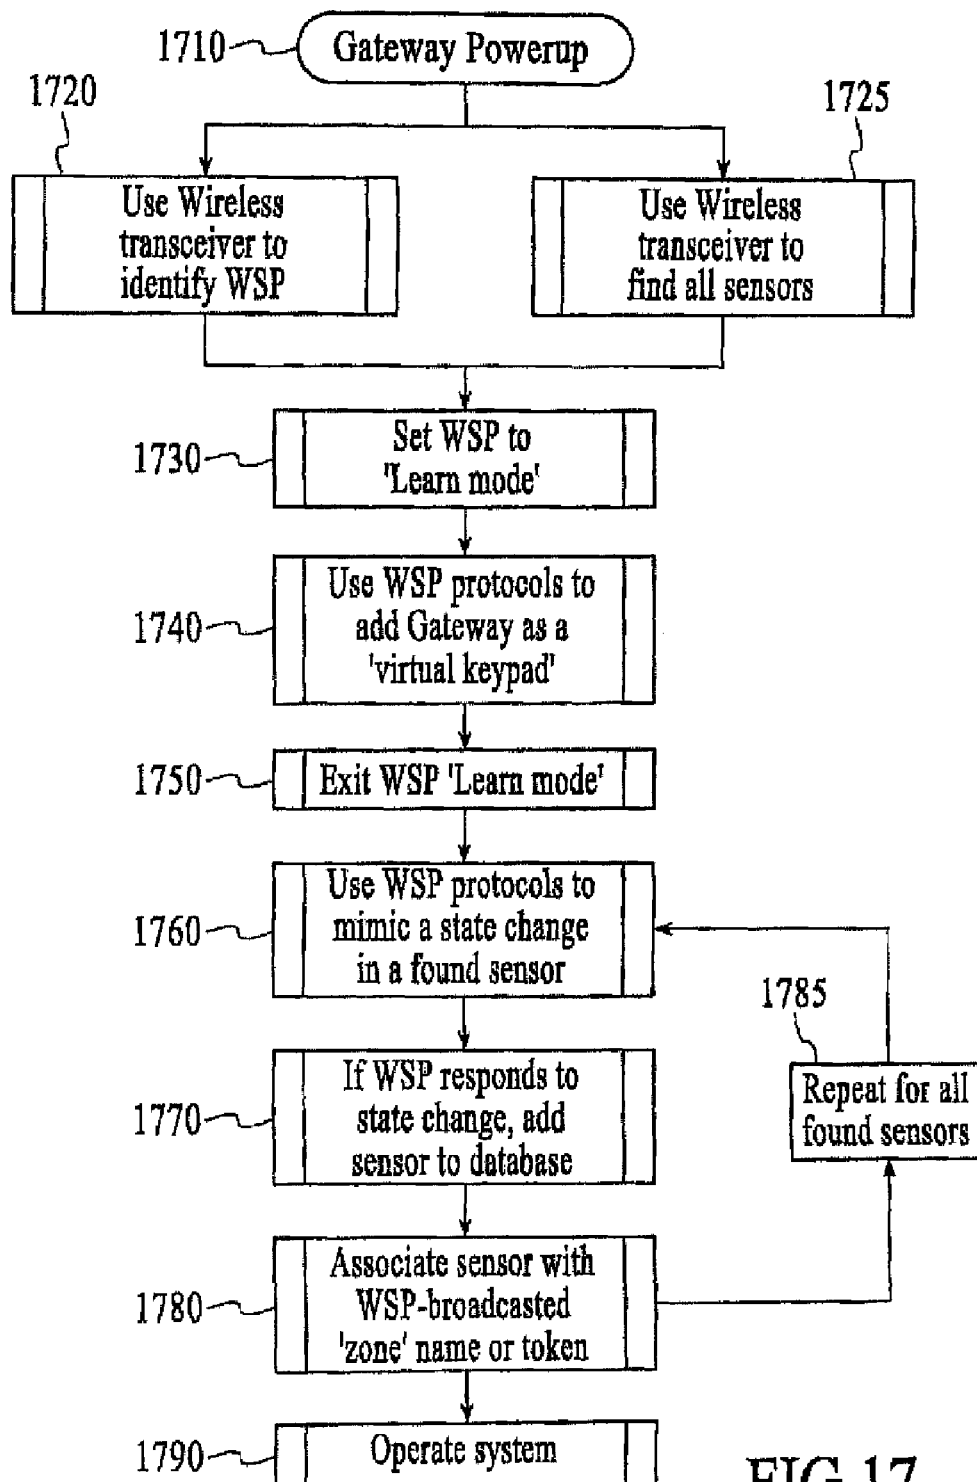 1710
Gateway Powerup
1720
1725
Use Wireless
transceiver to
identify WSP
Use Wireless
transceiver to
find all sensors
1730
Set WSP to
'Learn mode'
1740
Use WSP protocols to
add Gateway as a
'virtual keypad'
1750
Exit WSP 'Learn mode'
1760
Use WSP protocols to
mimic a state change
in a found sensor
1785
Repeat for all
found sensors
1770
If WSP responds to
state change, add
sensor to database
1780
Associate sensor with
WSP-broadcasted
'zone' name or token
1790
Operate system
FIG.17